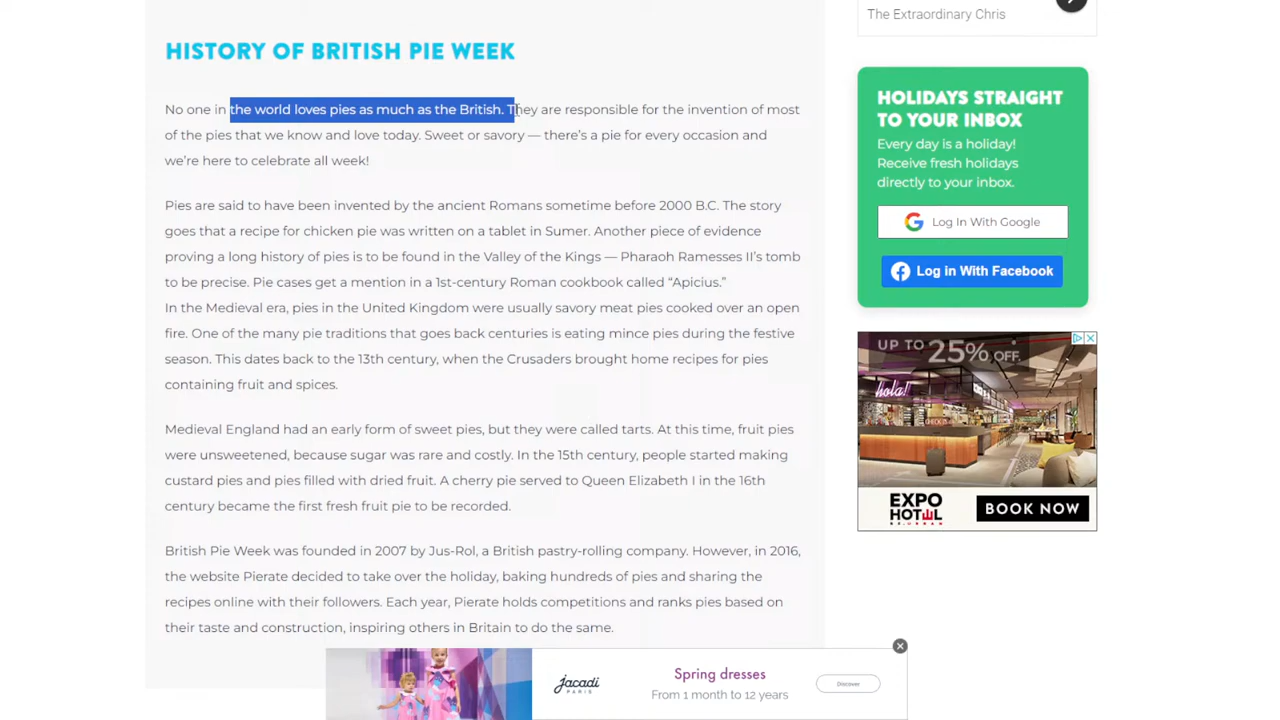 The Extraordinary Chris
HISTORY OF BRITISH PIE WEEK
No one in the world loves pies as much as the British. They are responsible for the invention of most
of the pies that we know and love today. Sweet or savory — there's a pie for every occasion and
we're here to celebrate all week!
Pies are said to have been invented by the ancient Romans sometime before 2000 B.C. The story
goes that a recipe for chicken pie was written on a tablet in Sumer. Another piece of evidence
proving a long history of pies is to be found in the Valley of the Kings — Pharaoh Ramesses II's tomb
to be precise. Pie cases get a mention in a 1st-century Roman cookbook called “Apicius.”
In the Medieval era, pies in the United Kingdom were usually savory meat pies cooked over an open
fire. One of the many pie traditions that goes back centuries is eating mince pies during the festive
season. This dates back to the 13th century, when the Crusaders brought home recipes for pies
containing fruit and spices.
Medieval England had an early form of sweet pies, but they were called tarts. At this time, fruit pies
were unsweetened, because sugar was rare and costly. In the 15th century, people started making
custard pies and pies filled with dried fruit. A cherry pie served to Queen Elizabeth I in the 16th
century became the first fresh fruit pie to be recorded.
British Pie Week was founded in 2007 by Jus-Rol, a British pastry-rolling company. However, in 2016,
the website Pierate decided to take over the holiday, baking hundreds of pies and sharing the
recipes online with their followers. Each year, Pierate holds competitions and ranks pies based on
their taste and construction, inspiring others in Britain to do the same.
HOLIDAYS STRAIGHT
TO YOUR INBOX
Every day is a holiday!
Receive fresh holidays
directly to your inbox.
Log In With Google
Log in With Facebook
UP TO 25% OFF.
hola!
EXPO
HOTEL
BOOK NOW
jacadi
PARIS
Spring dresses
From 1 month to 12 years
Discover